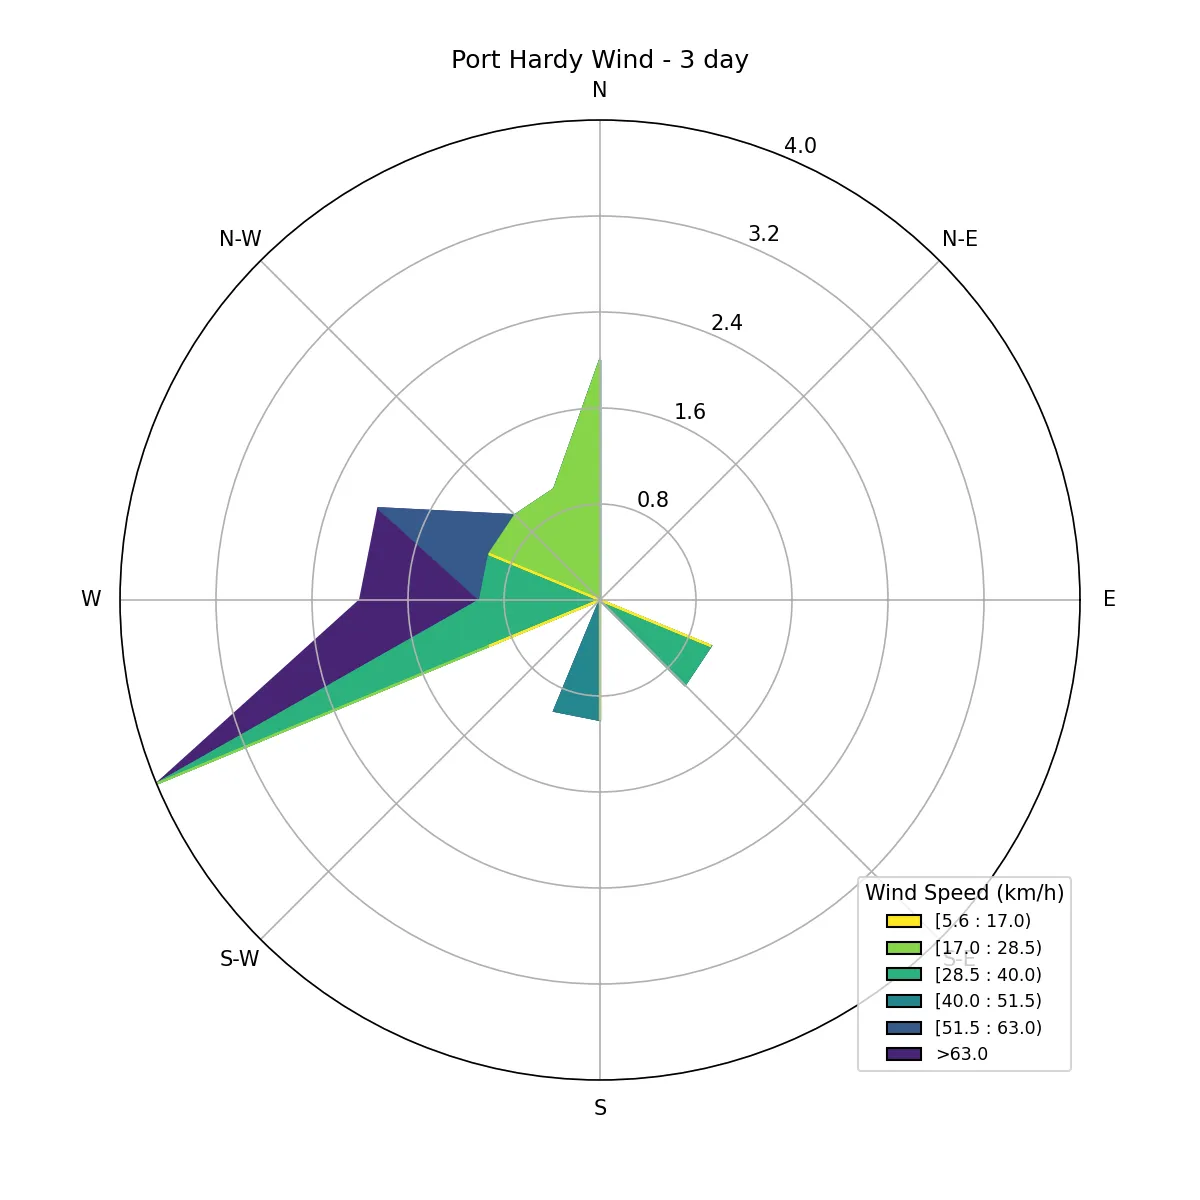 Port Hardy Wind - 3 day
N
4.0
N-W
3.2
N-E
2.4
1.6
0.8
W
E
Wind Speed (km/h)
[5.6 : 17.0)
[17.0 : 28.5)
S-W
S-E
[28.5 : 40.0)
[40.0 : 51.5)
[51.5 : 63.0)
>63.0
S